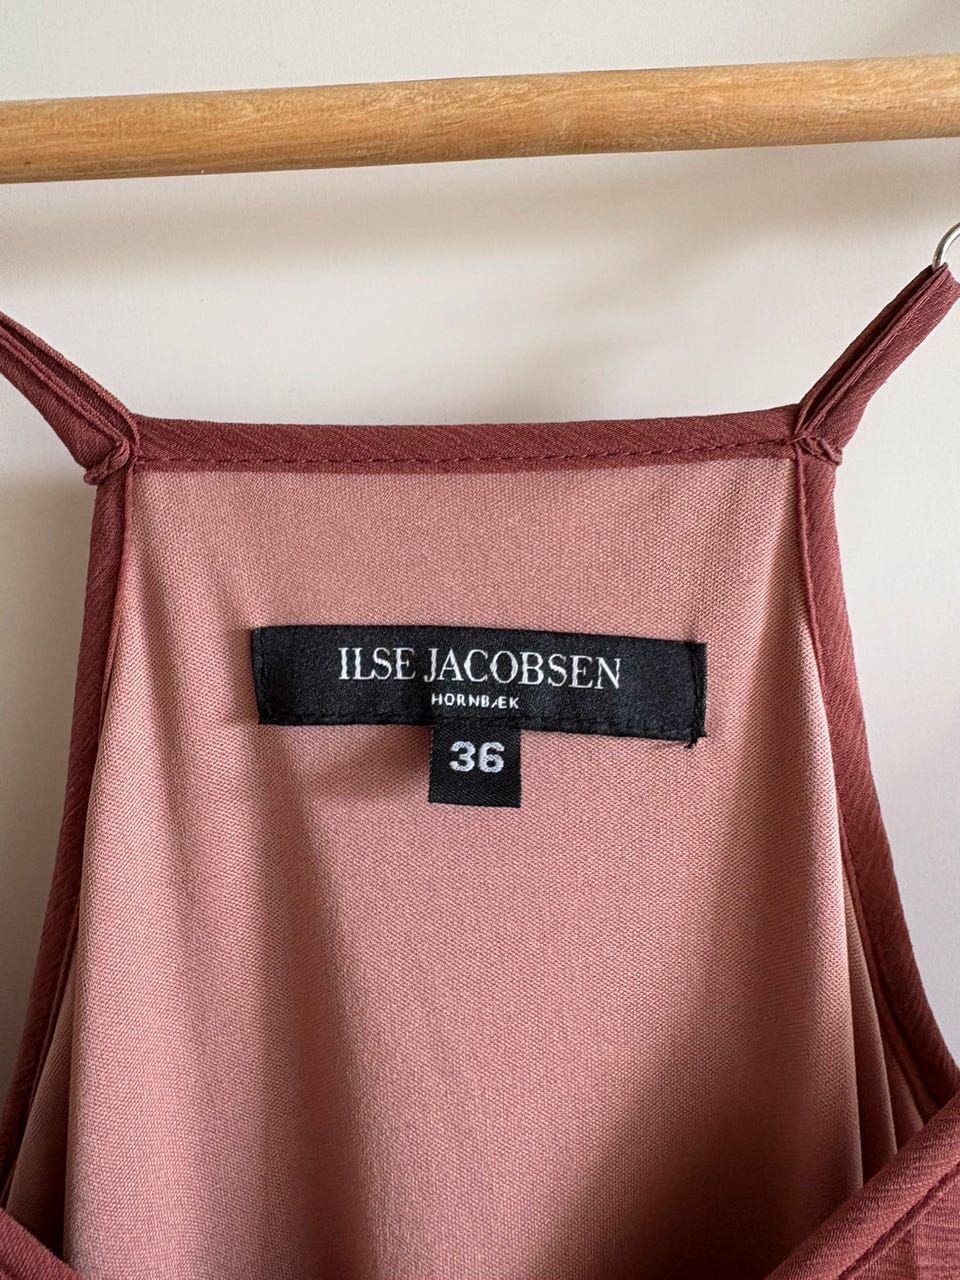 ILSE JACOBSEN
HORNBÆK
36